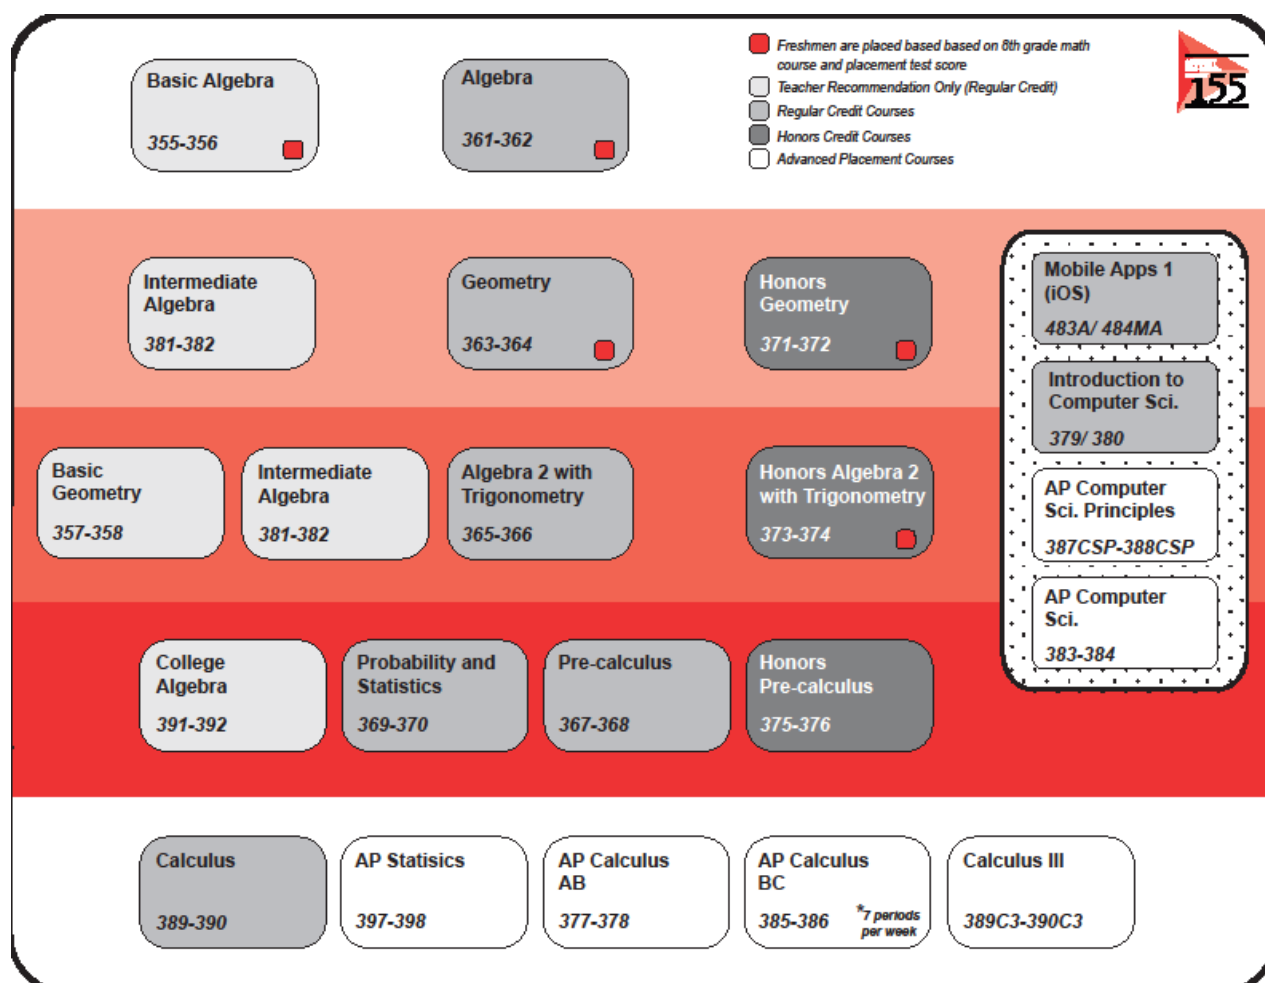 Freshmen are placed based based on 8th grade math
course and placement test score
Teacher Recommendation Only (Regular Credit)
Regular Credit Courses
Honors Credit Courses
Advanced Placement Courses
155
Basic Algebra
355-356
Algebra
361-362
Intermediate
Algebra
381-382
Geometry
363-364
Honors
Geometry
371-372
Mobile Apps 1
(iOS)
483A/ 484MA
Introduction to
Computer Sci.
379/ 380
AP Computer
Sci. Principles
387CSP-388CSP
AP Computer
Sci.
383-384
Basic
Geometry
357-358
Intermediate
Algebra
381-382
Algebra 2 with
Trigonometry
365-366
Honors Algebra 2
with Trigonometry
373-374
College
Algebra
391-392
Probability and
Statistics
369-370
Pre-calculus
367-368
Honors
Pre-calculus
375-376
Calculus
389-390
AP Statisics
397-398
AP Calculus
AB
377-378
AP Calculus
BC
385-386
*7 periods
per week
Calculus III
389C3-390C3